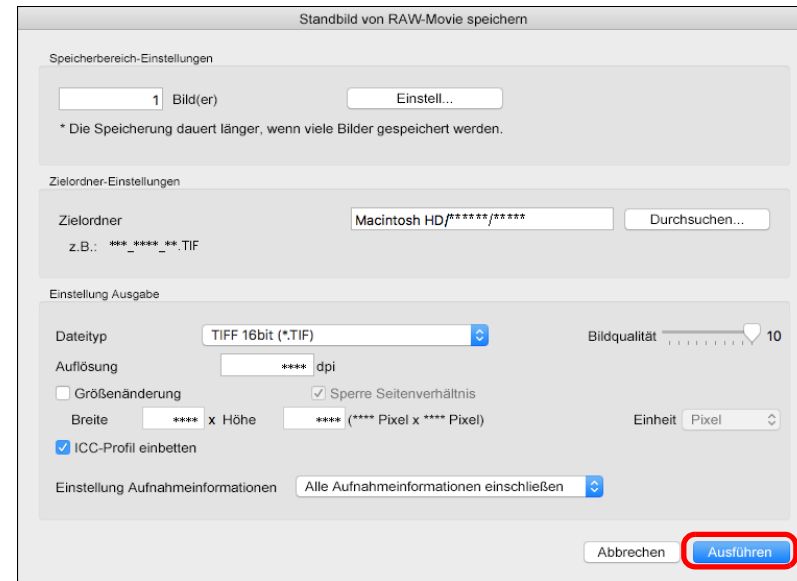 Standbild von RAW-Movie speichern
Speicherbereich-Einstellungen
1 Bild(er) Einstell...
* Die Speicherung dauert länger, wenn viele Bilder gespeichert werden.
Zielordner-Einstellungen
Zielordner Macintosh HD/******/***** Durchsuchen...
z.B.: ***_****_**.TIF
Einstellung Ausgabe
Dateityp TIFF 16bit (*.TIF) Bildqualität 10
Auflösung **** dpi
Größenänderung Sperre Seitenverhältnis
Breite **** x Höhe **** (**** Pixel x **** Pixel) Einheit Pixel
ICC-Profil einbetten
Einstellung Aufnahmeinformationen Alle Aufnahmeinformationen einschließen
Abbrechen Ausführen